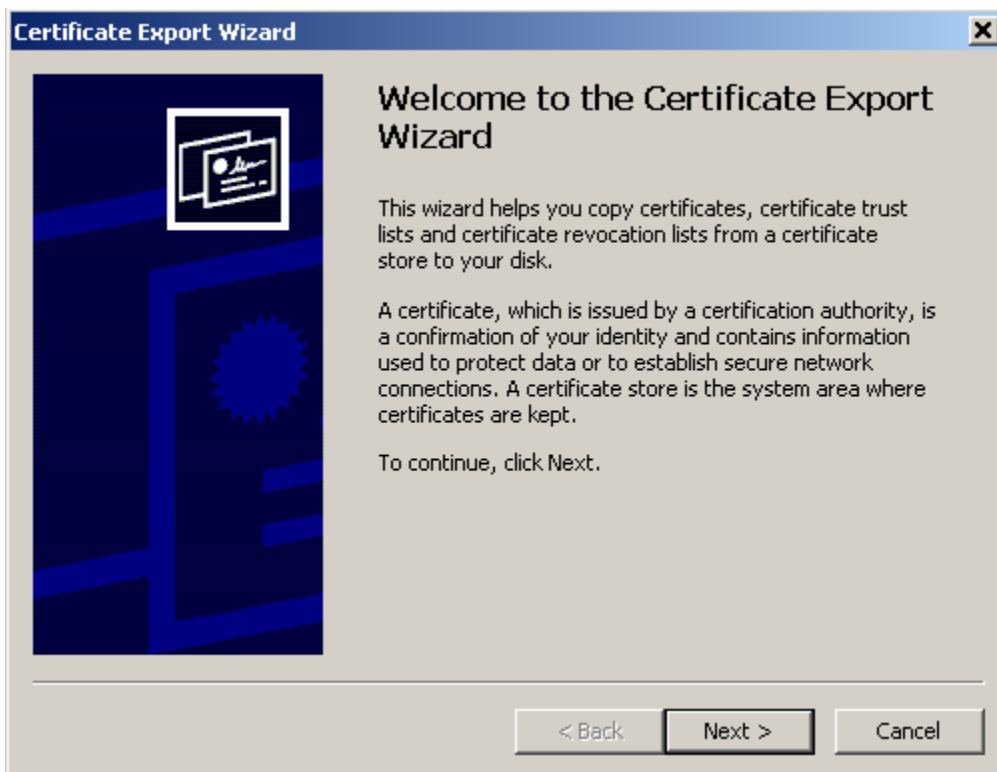 Certificate Export Wizard
Welcome to the Certificate Export
Wizard
This wizard helps you copy certificates, certificate trust
lists and certificate revocation lists from a certificate
store to your disk.
A certificate, which is issued by a certification authority, is
a confirmation of your identity and contains information
used to protect data or to establish secure network
connections. A certificate store is the system area where
certificates are kept.
To continue, click Next.
< Back
Next >
Cancel